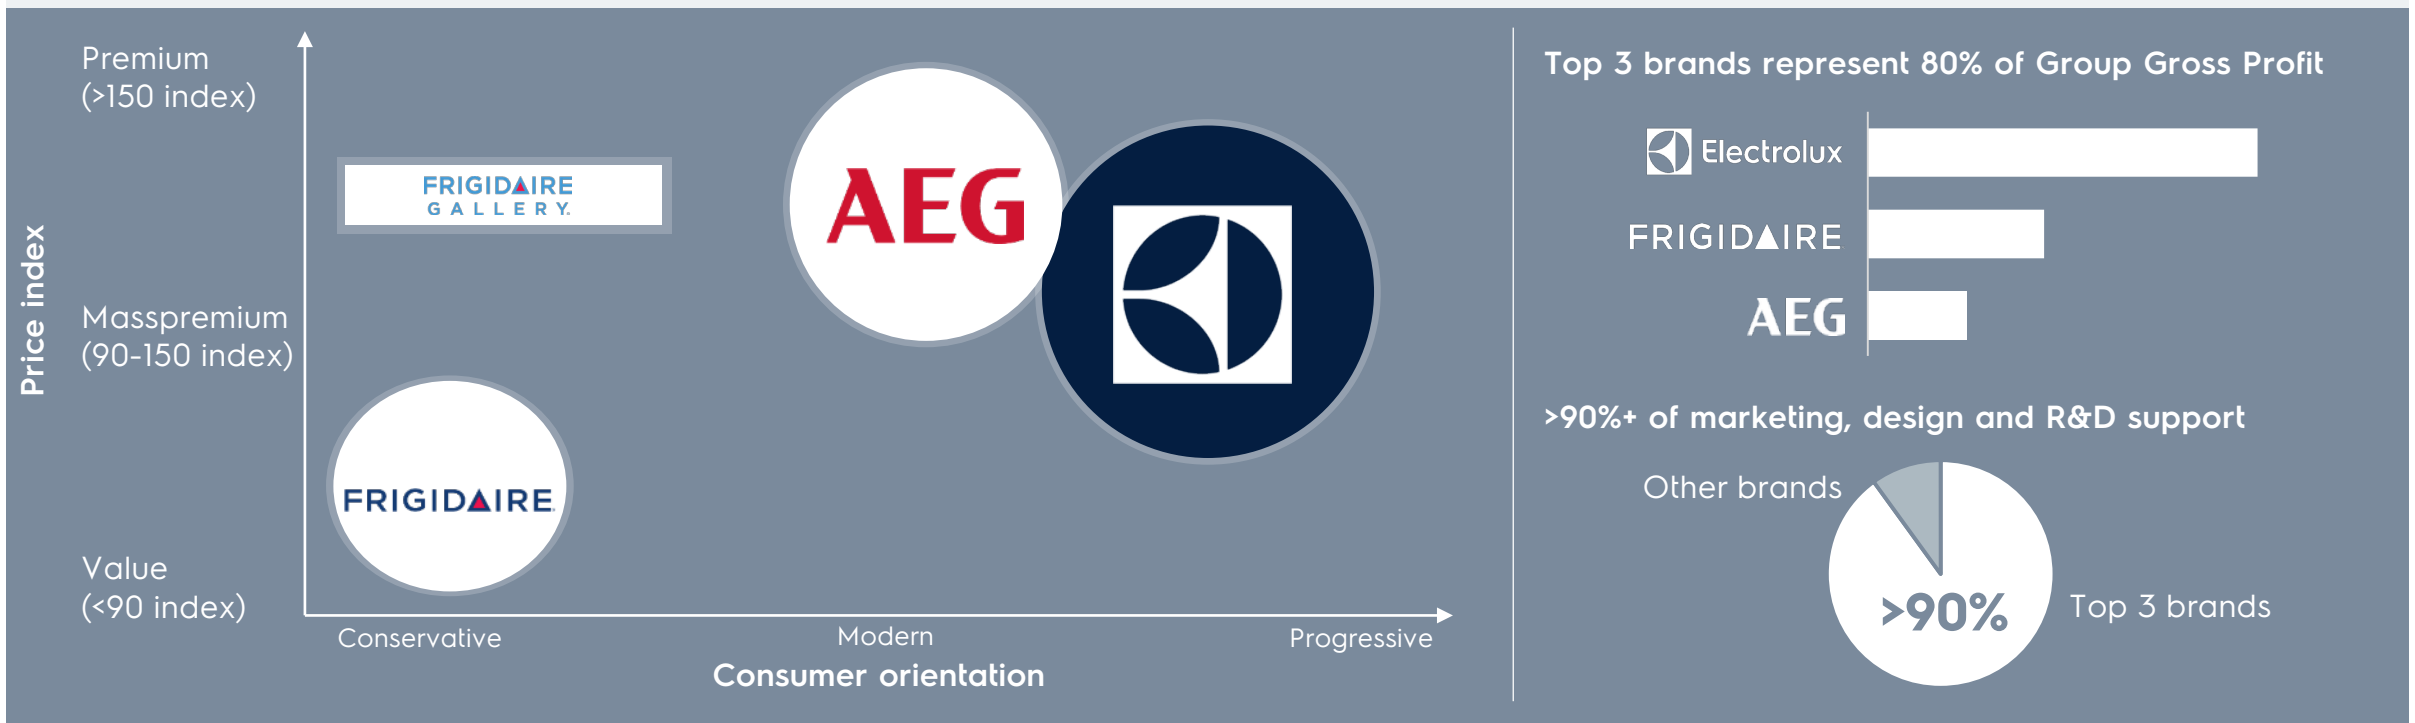 Premium
(>150 index)
Masspremium
(90-150 index)
Value
(<90 index)
Price index
FRIGIDAIRE
GALLERY.
AEG
FRIGIDAIRE.
Conservative
Modern
Progressive
Consumer orientation
Top 3 brands represent 80% of Group Gross Profit
Electrolux
FRIGIDAIRE
AEG
>90%+ of marketing, design and R&D support
Other brands
>90%
Top 3 brands